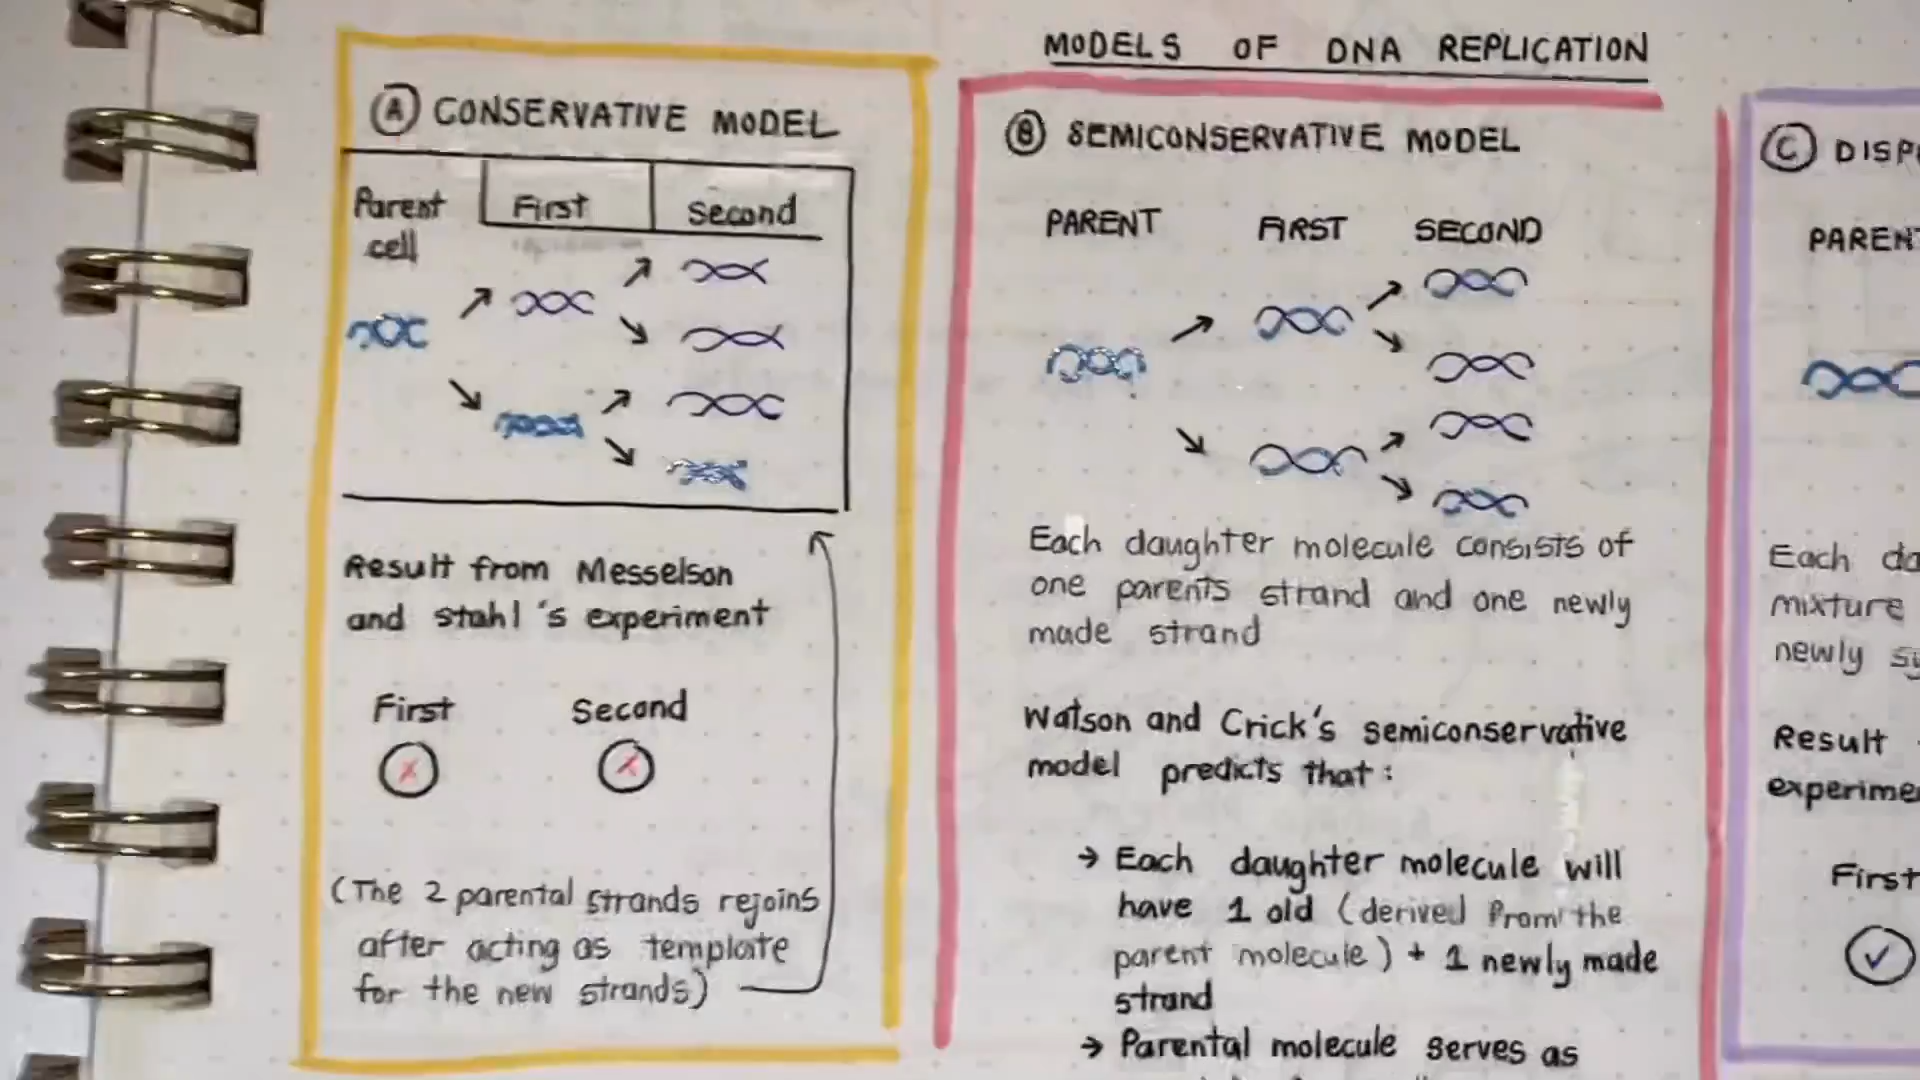 MODELS OF DNA REPLICATION
A CONSERVATIVE MODEL
Parent First Second
cell
Result from Messelson
and stahl's experiment
First Second
(The 2 parental strands rejoins
after acting as template
for the new strands)
B SEMICONSERVATIVE MODEL
PARENT FIRST SECOND
Each daughter molecule consists of
one parents strand and one newly
made strand
Watson and Crick's semiconservative
model predicts that:
→ Each daughter molecule will
have 1 old (derived from the
parent molecule) + 1 newly made
strand
→ Parental molecule serves as
C
Each
mixture
newly
Result
First